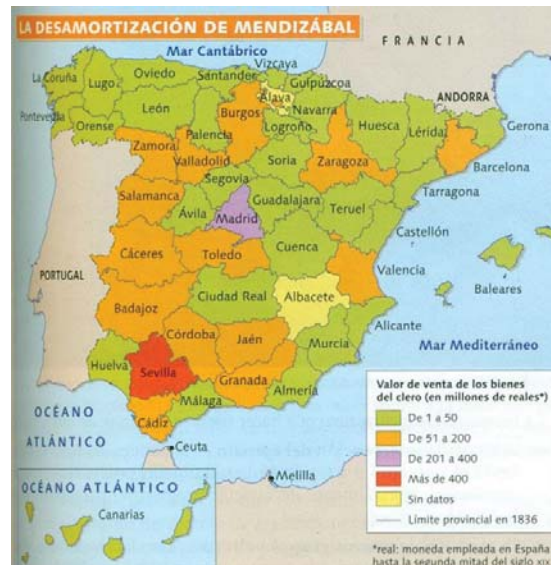 LA DESAMORTIZACIÓN DE MENDIZÁBAL
Mar Cantábrico
FRANCIA
La Coruña
Lugo
Oviedo
Santander
Vizcaya
Guipúzcoa
Álava
Navarra
ANDORRA
Pontevedra
Orense
León
Palencia
Burgos
Logroño
Huesca
Lérida
Gerona
Zamora
Valladolid
Soria
Zaragoza
Barcelona
Segovia
Tarragona
Salamanca
Ávila
Madrid
Guadalajara
Teruel
Castellón
Cuenca
Cáceres
Toledo
Valencia
PORTUGAL
Baleares
Badajoz
Ciudad Real
Albacete
Alicante
Córdoba
Jaén
Murcia
Mar Mediterráneo
Huelva
Sevilla
Granada
Almería
Málaga
Cádiz
OCÉANO
ATLÁNTICO
Ceuta
Melilla
OCÉANO ATLÁNTICO
Canarias
Valor de venta de los bienes
del clero (en millones de reales*)
De 1 a 50
De 51 a 200
De 201 a 400
Más de 400
Sin datos
Límite provincial en 1836
*real: moneda empleada en España
hasta la segunda mitad del siglo XIX